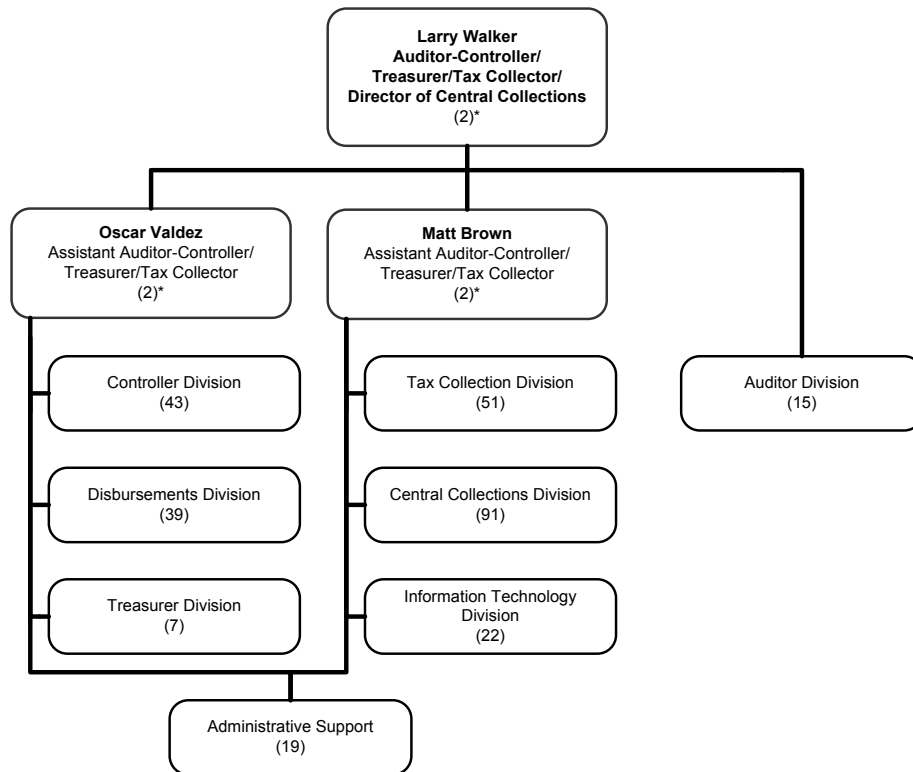 Larry Walker
Auditor-Controller/
Treasurer/Tax Collector/
Director of Central Collections
(2)*
Oscar Valdez
Assistant Auditor-Controller/
Treasurer/Tax Collector
(2)*
Matt Brown
Assistant Auditor-Controller/
Treasurer/Tax Collector
(2)*
Controller Division
(43)
Tax Collection Division
(51)
Auditor Division
(15)
Disbursements Division
(39)
Central Collections Division
(91)
Treasurer Division
(7)
Information Technology
Division
(22)
Administrative Support
(19)